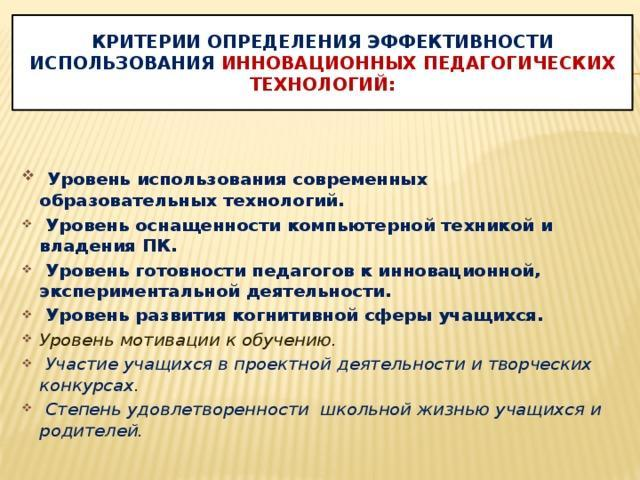 КРИТЕРИИ ОПРЕДЕЛЕНИЯ ЭФФЕКТИВНОСТИ
ИСПОЛЬЗОВАНИЯ ИННОВАЦИОННЫХ ПЕДАГОГИЧЕСКИХ
ТЕХНОЛОГИЙ:
❖ Уровень использования современных
образовательных технологий.
❖ Уровень оснащенности компьютерной техникой и
владения ПК.
❖ Уровень готовности педагогов к инновационной,
экспериментальной деятельности.
❖ Уровень развития когнитивной сферы учащихся.
❖ Уровень мотивации к обучению.
❖ Участие учащихся в проектной деятельности и творческих
конкурсах.
❖ Степень удовлетворенности школьной жизнью учащихся и
родителей.